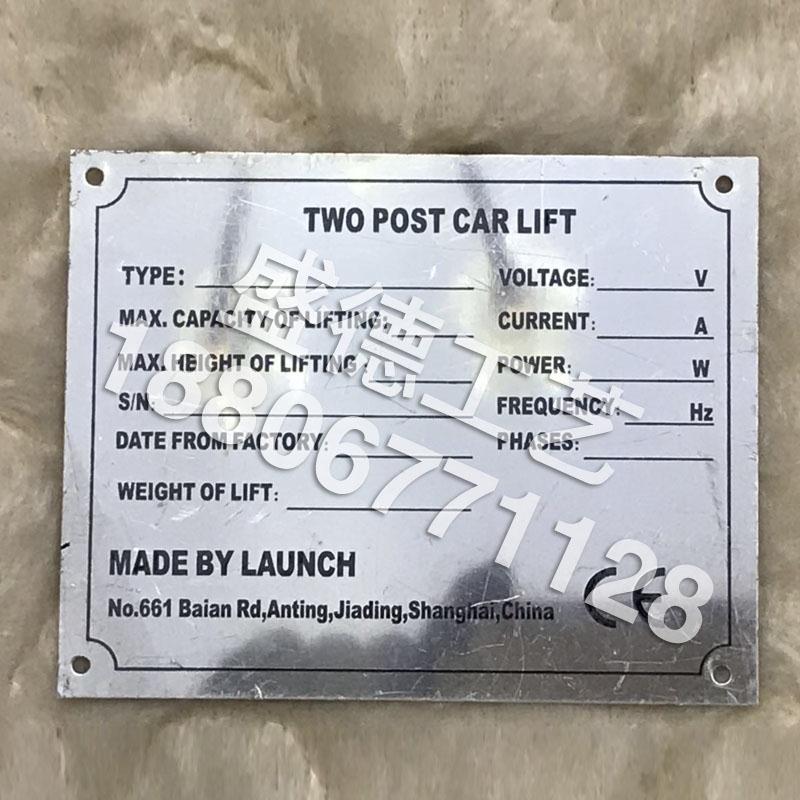 TWO POST CAR LIFT
TYPE: VOLTAGE: V
MAX. CAPACITY OF LIFTING: CURRENT: A
MAX. HEIGHT OF LIFTING : POWER: W
S/N: FREQUENCY: Hz
DATE FROM FACTORY: PHASES:
WEIGHT OF LIFT:
MADE BY LAUNCH
No.661 Baian Rd,Anting,Jiading,Shanghai,China
CE
盛德工艺
18806771128